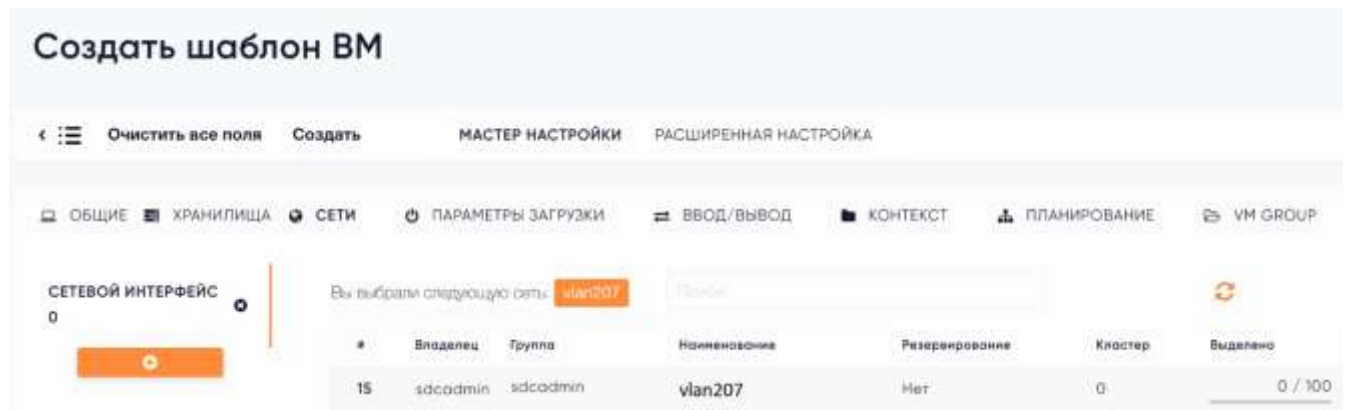 Создать шаблон ВМ
Очистить все поля Создать МАСТЕР НАСТРОЙКИ РАСШИРЕННАЯ НАСТРОЙКА
ОБЩИЕ ХРАНИЛИЩА СЕТИ ПАРАМЕТРЫ ЗАГРУЗКИ ВВОД/ВЫВОД КОНТЕКСТ ПЛАНИРОВАНИЕ VM GROUP
СЕТЕВОЙ ИНТЕРФЕЙС Вы выбрали следующую сеть: vlan207 Поиск
0
# Владелец Группа Наименование Резервирование Кластер Выделено
15 sdcadmin sdcadmin vlan207 Нет 0 0 / 100